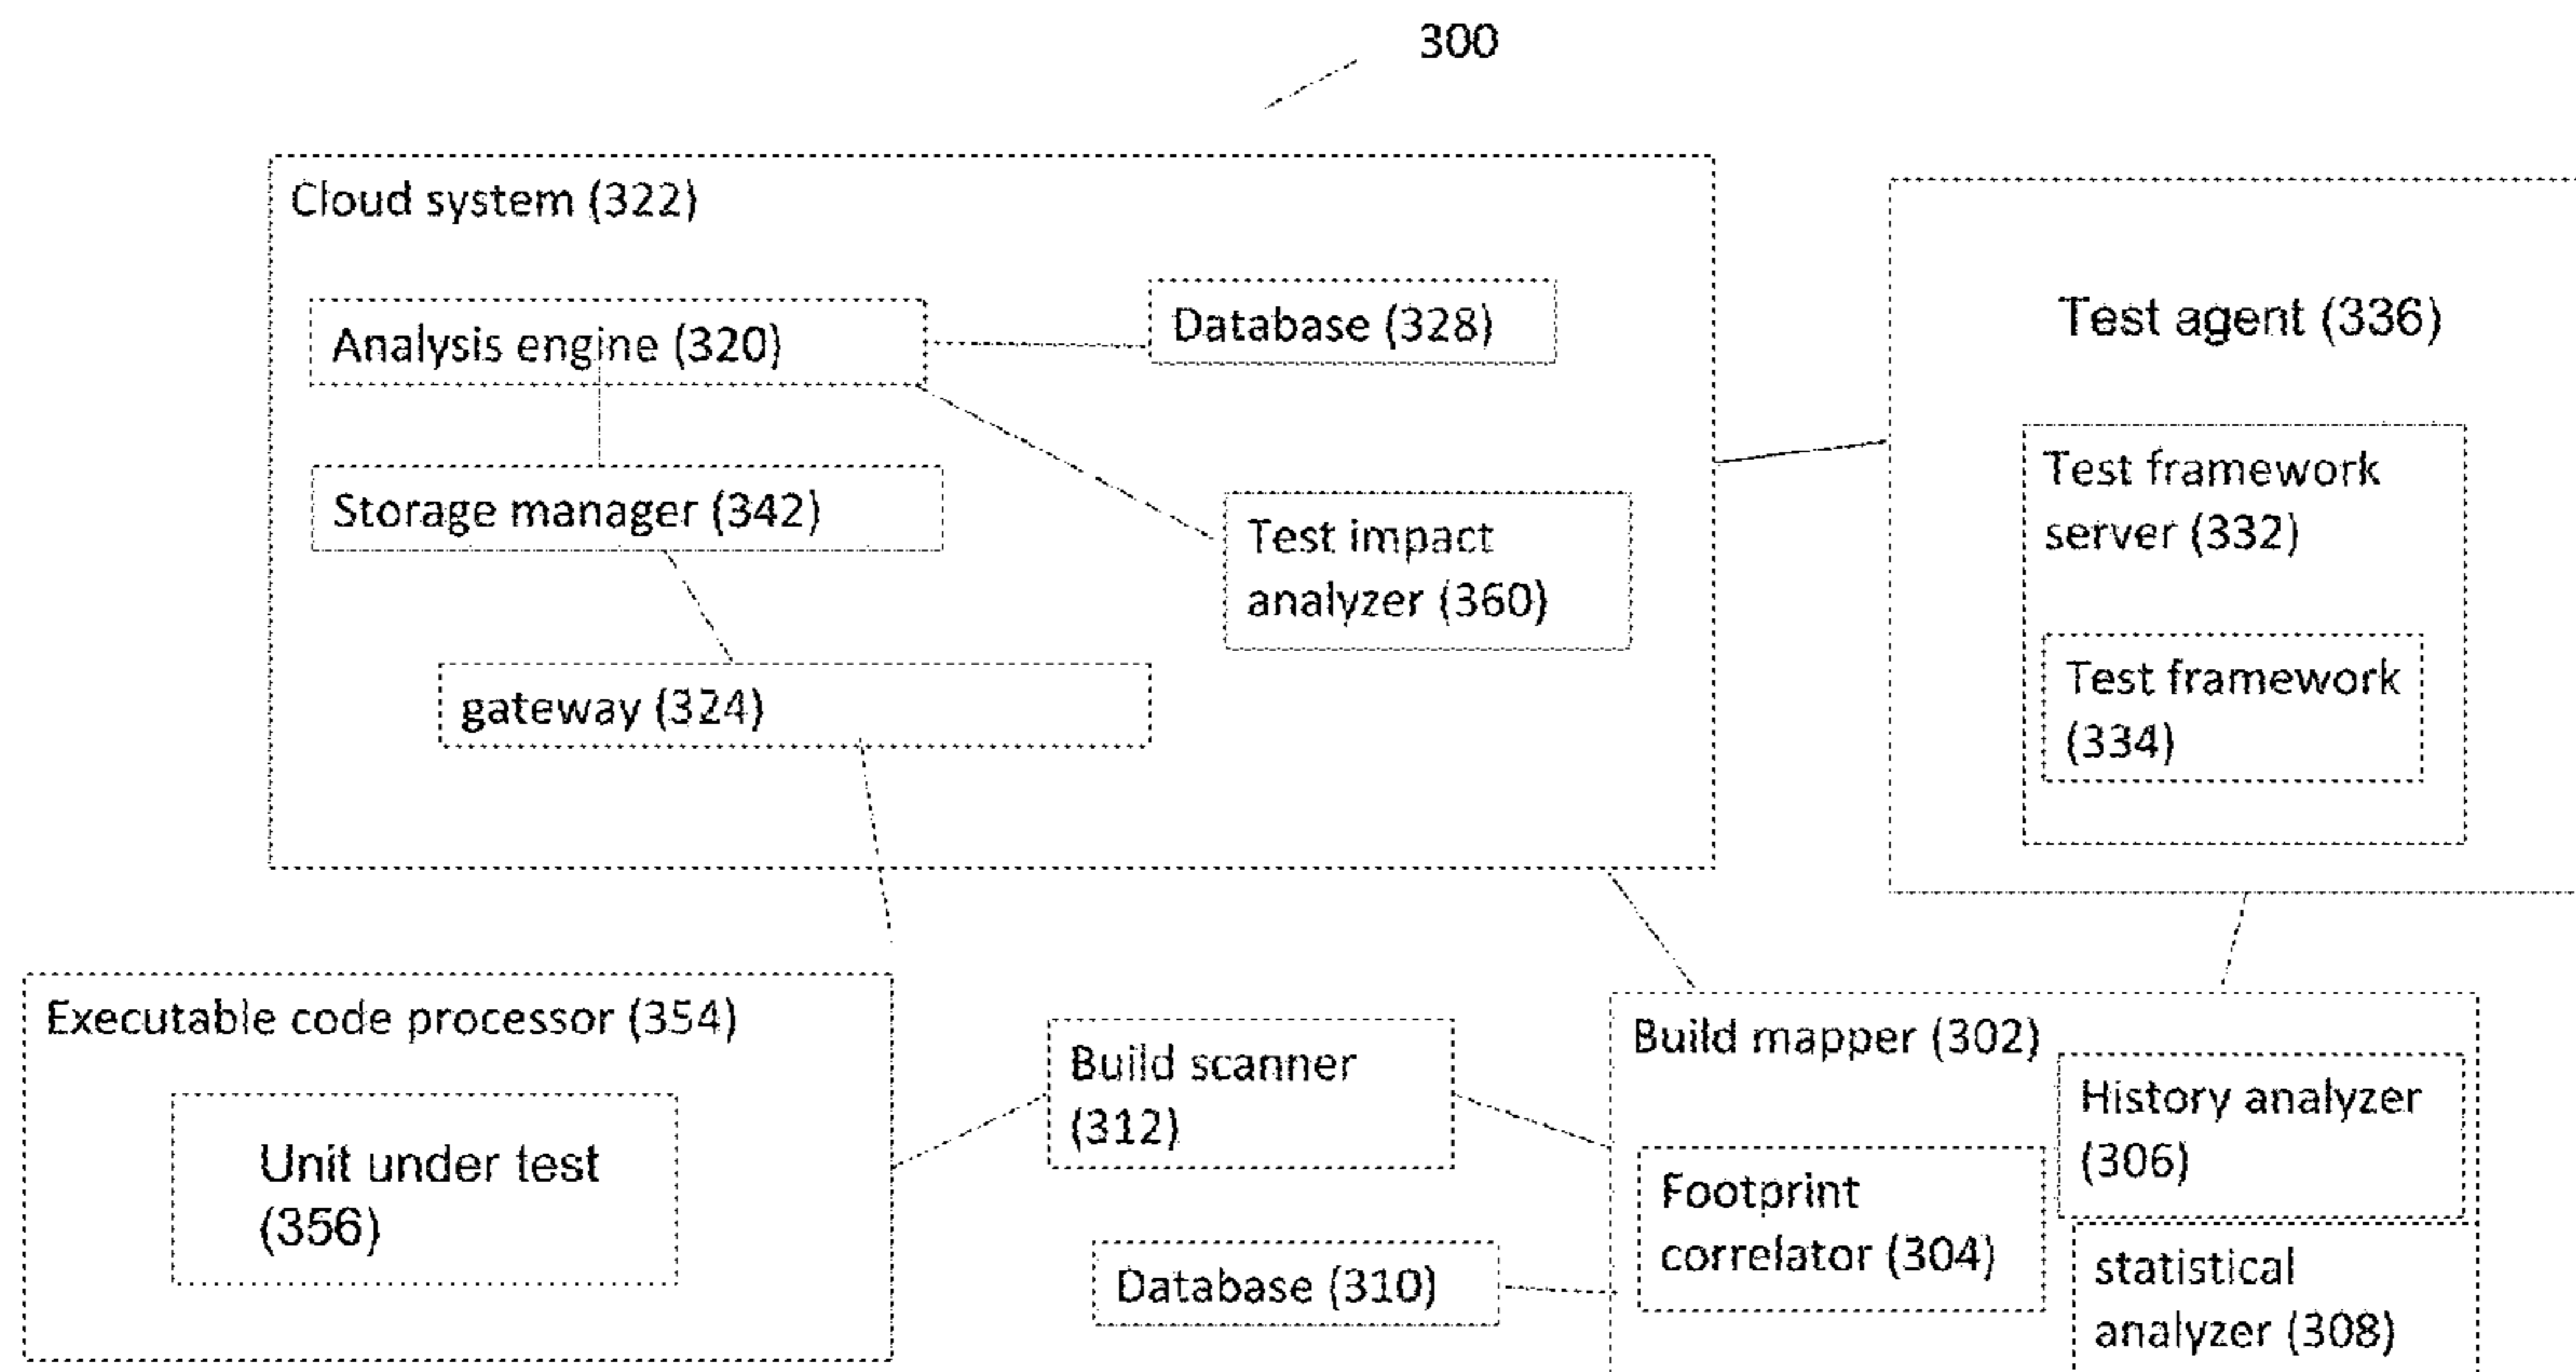 300
Cloud system (322)
Analysis engine (320)
Database (328)
Storage manager (342)
Test impact
analyzer (360)
gateway (324)
Test agent (336)
Test framework
server (332)
Test framework
(334)
Executable code processor (354)
Unit under test
(356)
Build scanner
(312)
Database (310)
Build mapper (302)
History analyzer
(306)
Footprint
correlator (304)
statistical
analyzer (308)